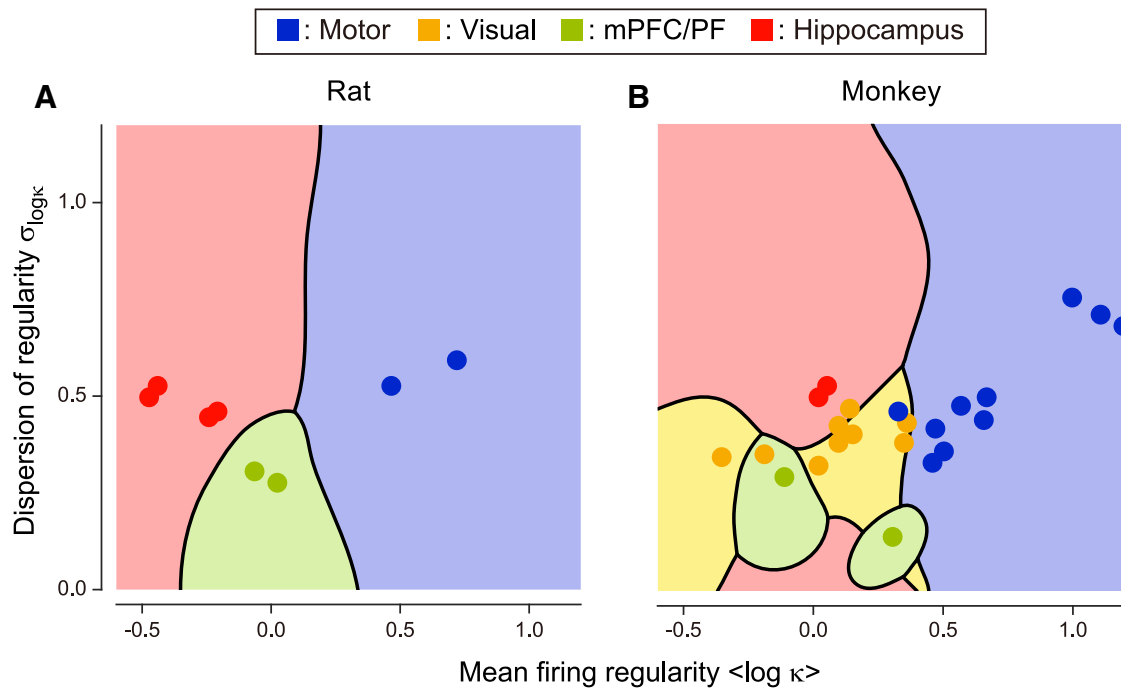 : Motor : Visual : mPFC/PF : Hippocampus
A Rat B Monkey
Dispersion of regularity σlogκ
1.0
0.5
0.0
-0.5 0.0 0.5 1.0 -0.5 0.0 0.5 1.0
Mean firing regularity <log κ>